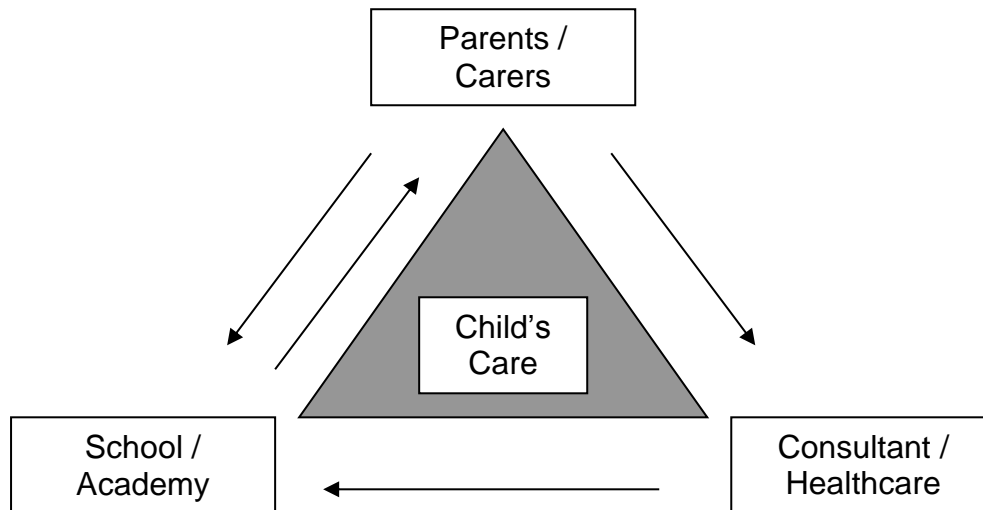 Parents /
Carers
Child’s
Care
School /
Academy
Consultant /
Healthcare